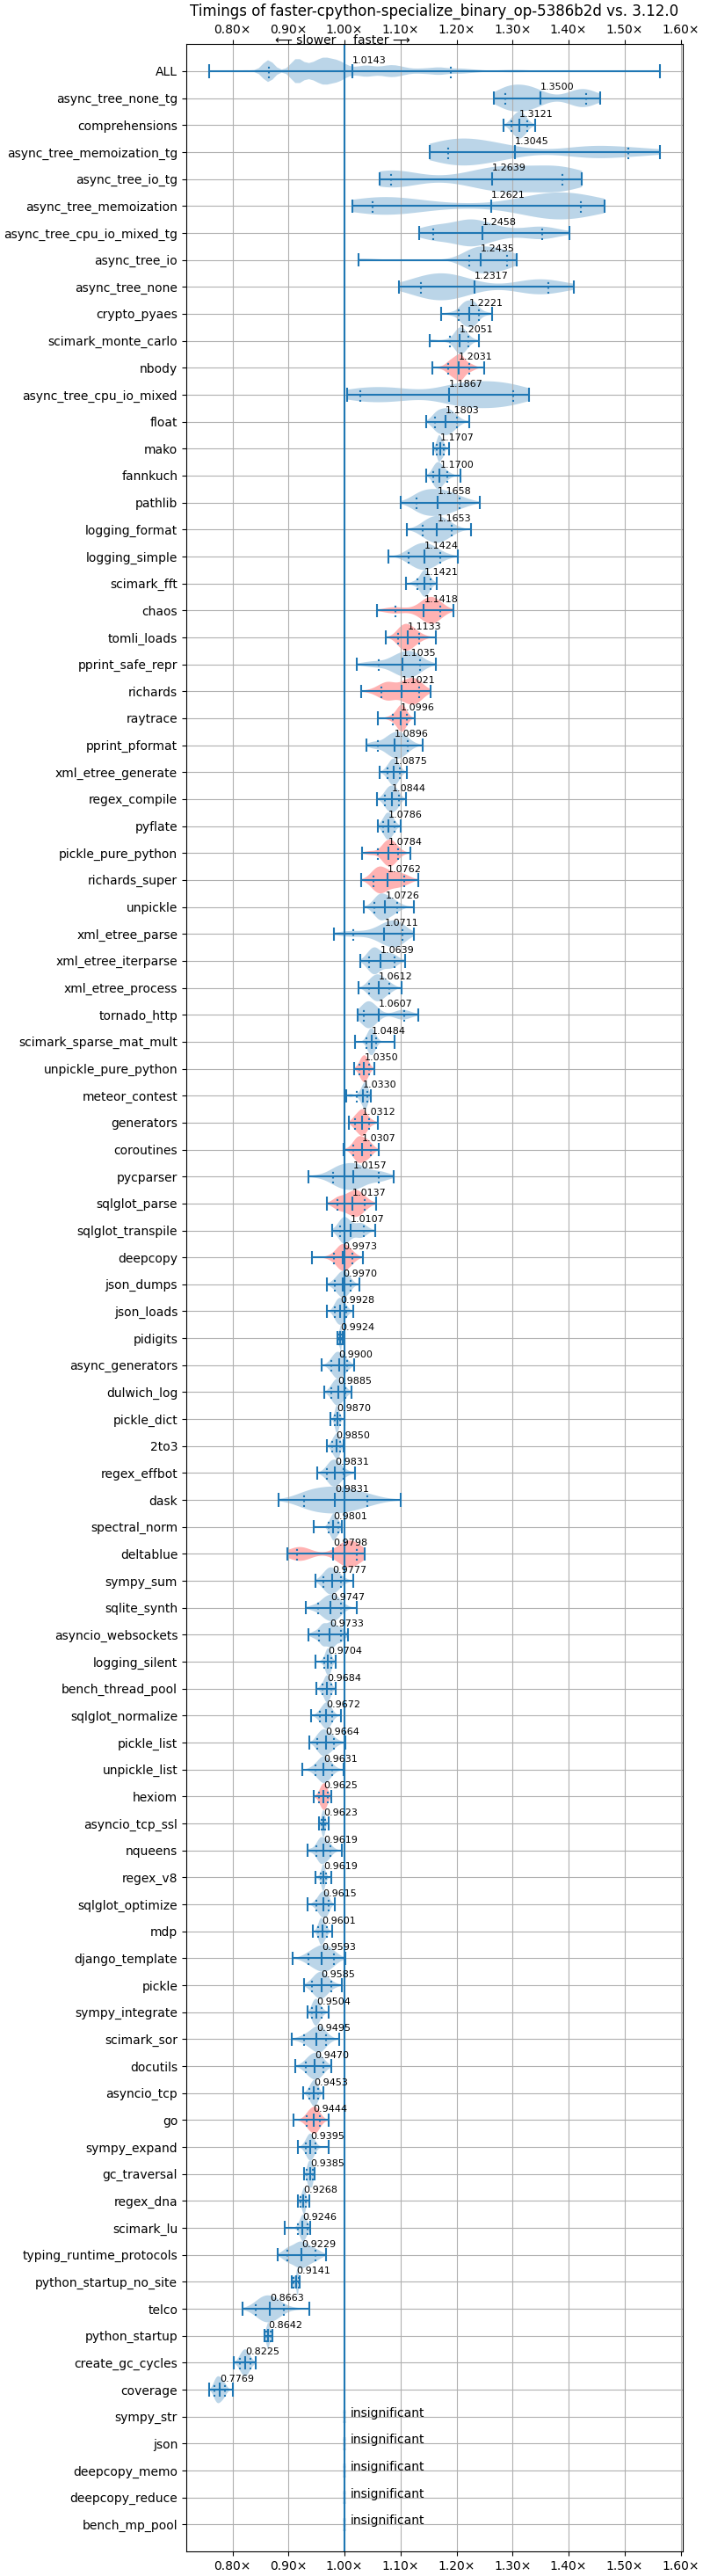 Timings of faster-cpython-specialize_binary_op-5386b2d vs. 3.12.0
0.80× 0.90× 1.00× 1.10× 1.20× 1.30× 1.40× 1.50× 1.60×
⟵ slower faster ⟶
ALL 1.0143
async_tree_none_tg 1.3500
comprehensions 1.3121
async_tree_memoization_tg 1.3045
async_tree_io_tg 1.2639
async_tree_memoization 1.2621
async_tree_cpu_io_mixed_tg 1.2458
async_tree_io 1.2435
async_tree_none 1.2317
crypto_pyaes 1.2221
scimark_monte_carlo 1.2051
nbody 1.2031
async_tree_cpu_io_mixed 1.1867
float 1.1803
mako 1.1707
fannkuch 1.1700
pathlib 1.1658
logging_format 1.1653
logging_simple 1.1424
scimark_fft 1.1421
chaos 1.1418
tomli_loads 1.1133
pprint_safe_repr 1.1035
richards 1.1021
raytrace 1.0996
pprint_pformat 1.0896
xml_etree_generate 1.0875
regex_compile 1.0844
pyflate 1.0786
pickle_pure_python 1.0784
richards_super 1.0762
unpickle 1.0726
xml_etree_parse 1.0711
xml_etree_iterparse 1.0639
xml_etree_process 1.0612
tornado_http 1.0607
scimark_sparse_mat_mult 1.0484
unpickle_pure_python 1.0350
meteor_contest 1.0330
generators 1.0312
coroutines 1.0307
pycparser 1.0157
sqlglot_parse 1.0137
sqlglot_transpile 1.0107
deepcopy 0.9973
json_dumps 0.9970
json_loads 0.9928
pidigits 0.9924
async_generators 0.9900
dulwich_log 0.9885
pickle_dict 0.9870
2to3 0.9850
regex_effbot 0.9831
dask 0.9831
spectral_norm 0.9801
deltablue 0.9798
sympy_sum 0.9777
sqlite_synth 0.9747
asyncio_websockets 0.9733
logging_silent 0.9704
bench_thread_pool 0.9684
sqlglot_normalize 0.9672
pickle_list 0.9664
unpickle_list 0.9631
hexiom 0.9625
asyncio_tcp_ssl 0.9623
nqueens 0.9619
regex_v8 0.9619
sqlglot_optimize 0.9615
mdp 0.9601
django_template 0.9593
pickle 0.9585
sympy_integrate 0.9504
scimark_sor 0.9495
docutils 0.9470
asyncio_tcp 0.9453
go 0.9444
sympy_expand 0.9395
gc_traversal 0.9385
regex_dna 0.9268
scimark_lu 0.9246
typing_runtime_protocols 0.9229
python_startup_no_site 0.9141
telco 0.8663
python_startup 0.8642
create_gc_cycles 0.8225
coverage 0.7769
sympy_str insignificant
json insignificant
deepcopy_memo insignificant
deepcopy_reduce insignificant
bench_mp_pool insignificant
0.80× 0.90× 1.00× 1.10× 1.20× 1.30× 1.40× 1.50× 1.60×